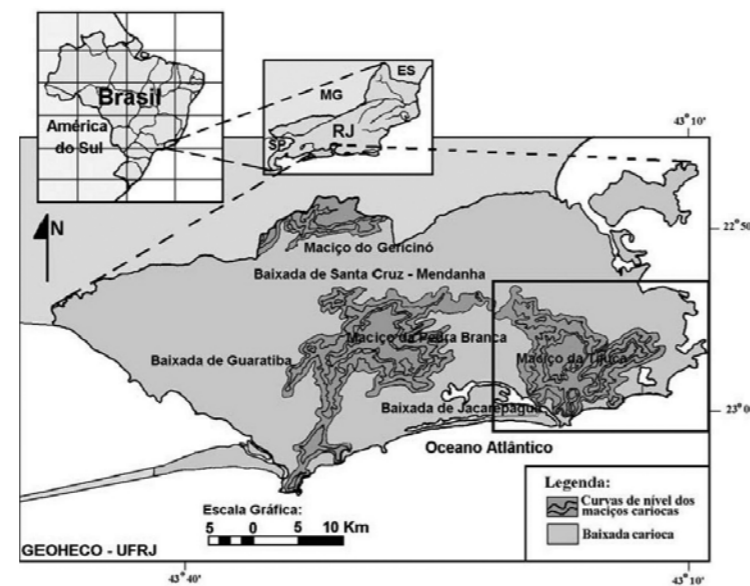 Brasil
América
do Sul
MG
ES
RJ
SP
43°10'
N
22°50
Maciço do Gericinó
Baixada de Santa Cruz - Mendanha
Maciço da Pedra Branca
Maciço da Tijuca
Baixada de Guaratiba
Baixada de Jacarepaguá
23°0
Oceano Atlântico
Legenda:
Curvas de nível dos
maciços cariocas
Baixada carioca
Escala Gráfica:
5 0 5 10 Km
GEOHECO - UFRJ
43°40'
43°10'